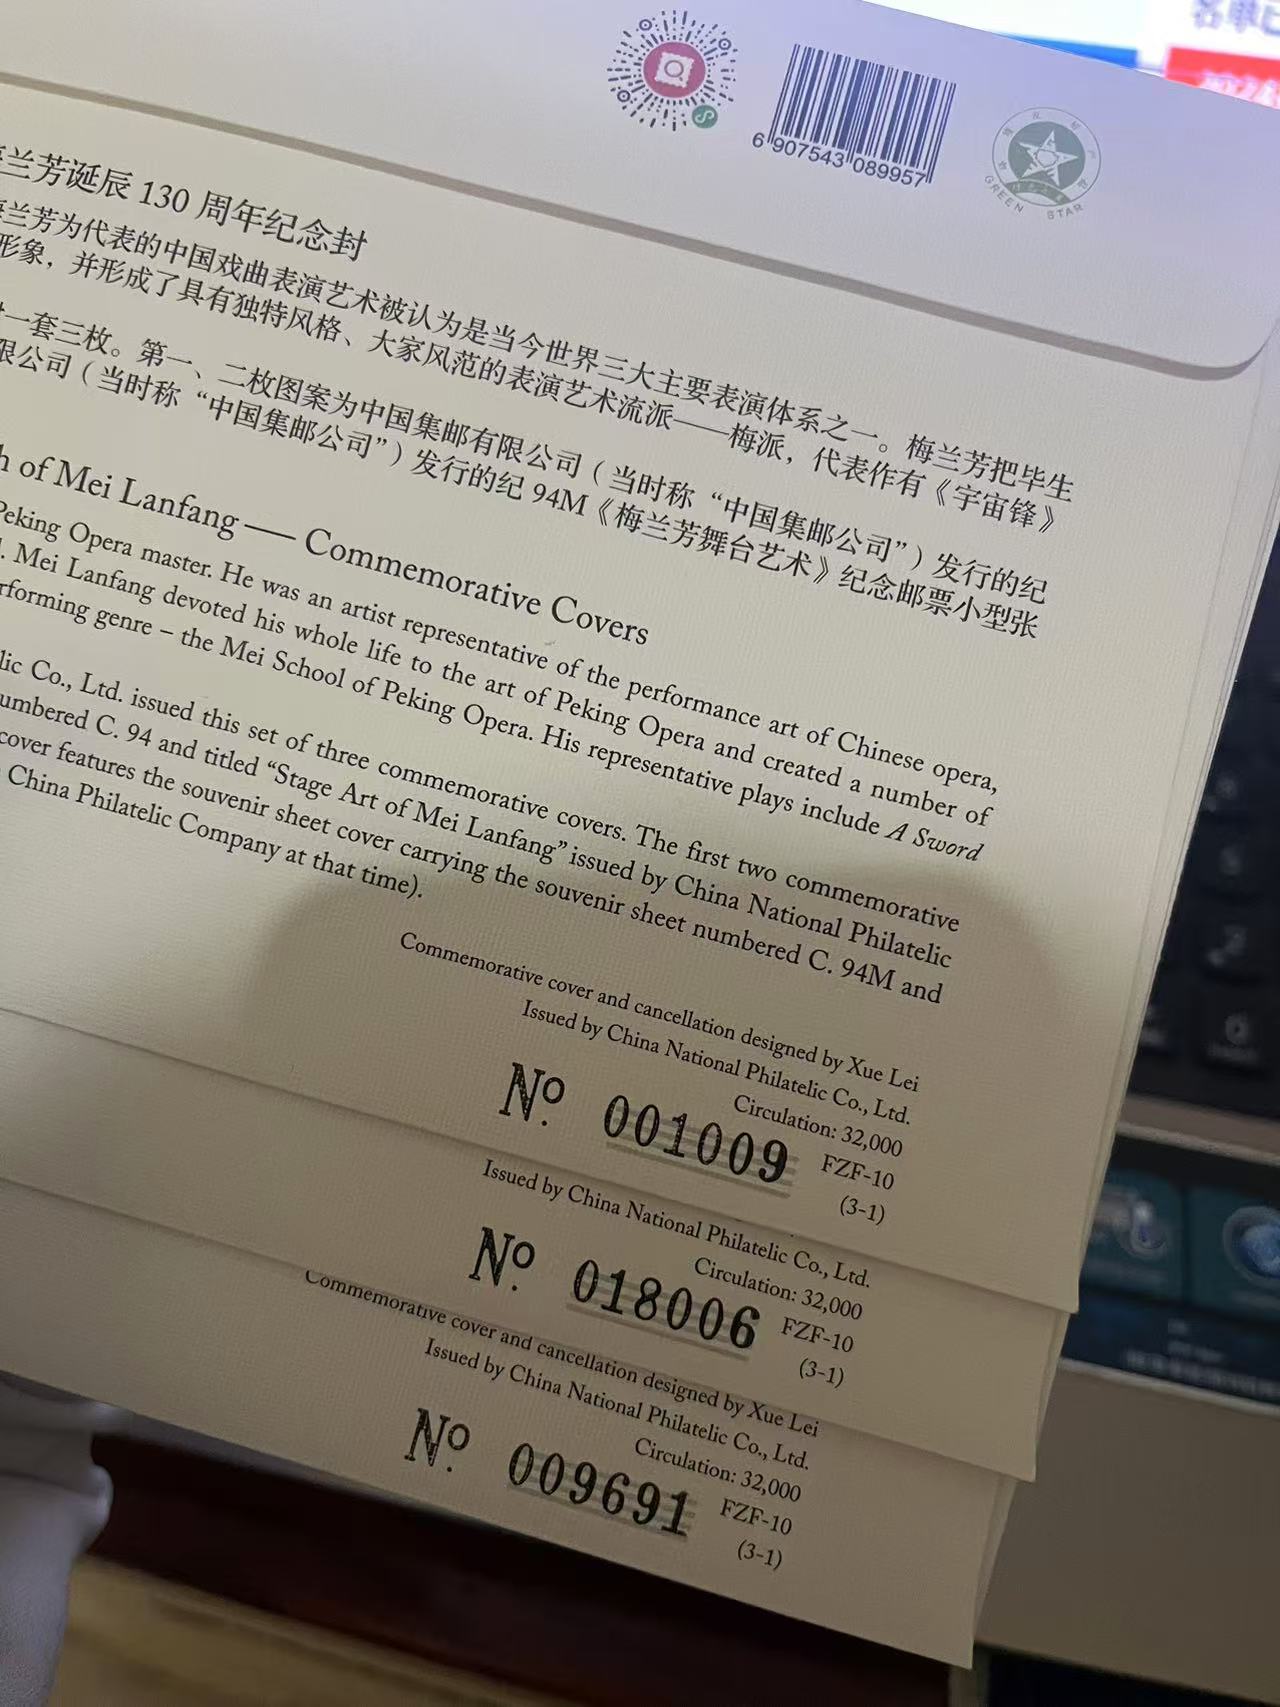 名单已
6 907543 089957
GREEN STAR
梅兰芳诞辰 130 周年纪念封
梅兰芳为代表的中国戏曲表演艺术被认为是当今世界三大主要表演体系之一。梅兰芳把毕生
形象，并形成了具有独特风格、大家风范的表演艺术流派——梅派，代表作有《宇宙锋》
一套三枚。第一、二枚图案为中国集邮有限公司（当时称“中国集邮公司”）发行的纪
限公司（当时称“中国集邮公司”）发行的纪 94M《梅兰芳舞台艺术》纪念邮票小型张
h of Mei Lanfang — Commemorative Covers
Peking Opera master. He was an artist representative of the performance art of Chinese opera,
. Mei Lanfang devoted his whole life to the art of Peking Opera and created a number of
rforming genre – the Mei School of Peking Opera. His representative plays include A Sword
lic Co., Ltd. issued this set of three commemorative covers. The first two commemorative
umbered C. 94 and titled “Stage Art of Mei Lanfang” issued by China National Philatelic
cover features the souvenir sheet cover carrying the souvenir sheet numbered C. 94M and
China Philatelic Company at that time).
Commemorative cover and cancellation designed by Xue Lei
Issued by China National Philatelic Co., Ltd.
Circulation: 32,000
№ 001009 FZF-10
(3-1)
Issued by China National Philatelic Co., Ltd.
Circulation: 32,000
№ 018006 FZF-10
(3-1)
Commemorative cover and cancellation designed by Xue Lei
Issued by China National Philatelic Co., Ltd.
Circulation: 32,000
№ 009691 FZF-10
(3-1)